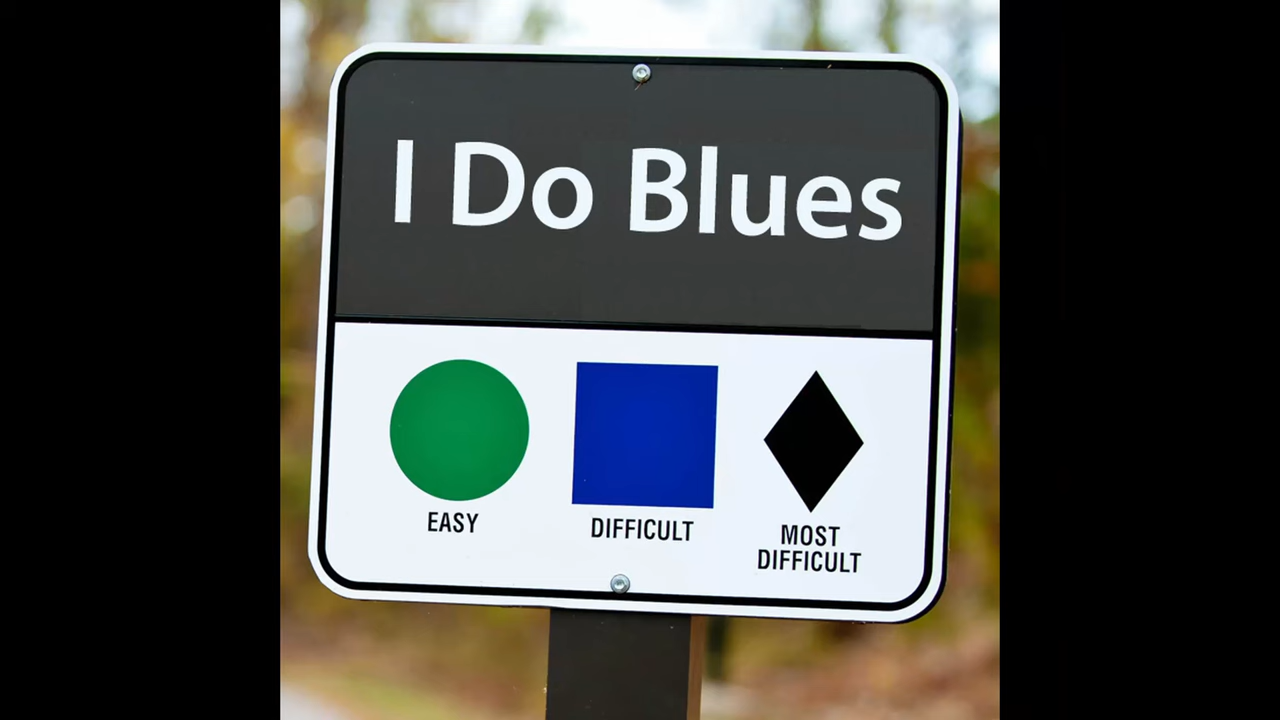 I Do Blues
EASY
DIFFICULT
MOST
DIFFICULT